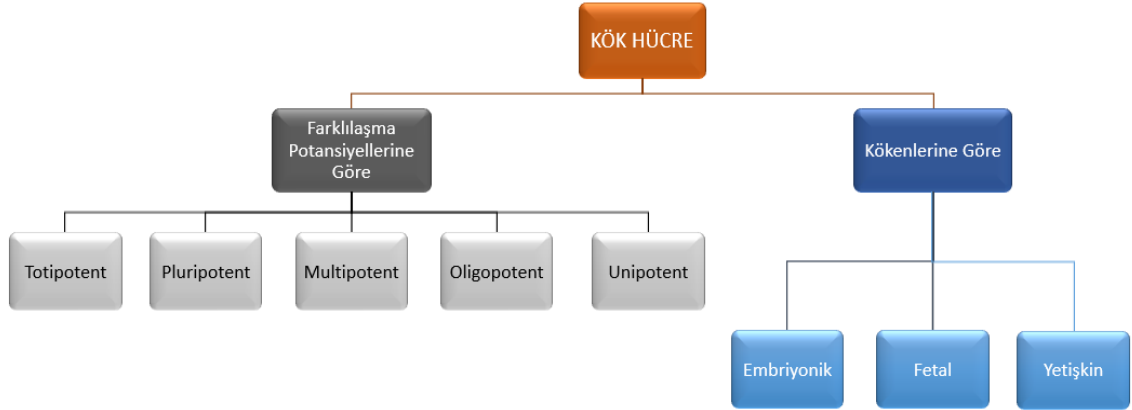 KÖK HÜCRE
Farklılaşma
Potansiyellerine
Göre
Kökenlerine Göre
Totipotent
Pluripotent
Multipotent
Oligopotent
Unipotent
Embriyonik
Fetal
Yetişkin